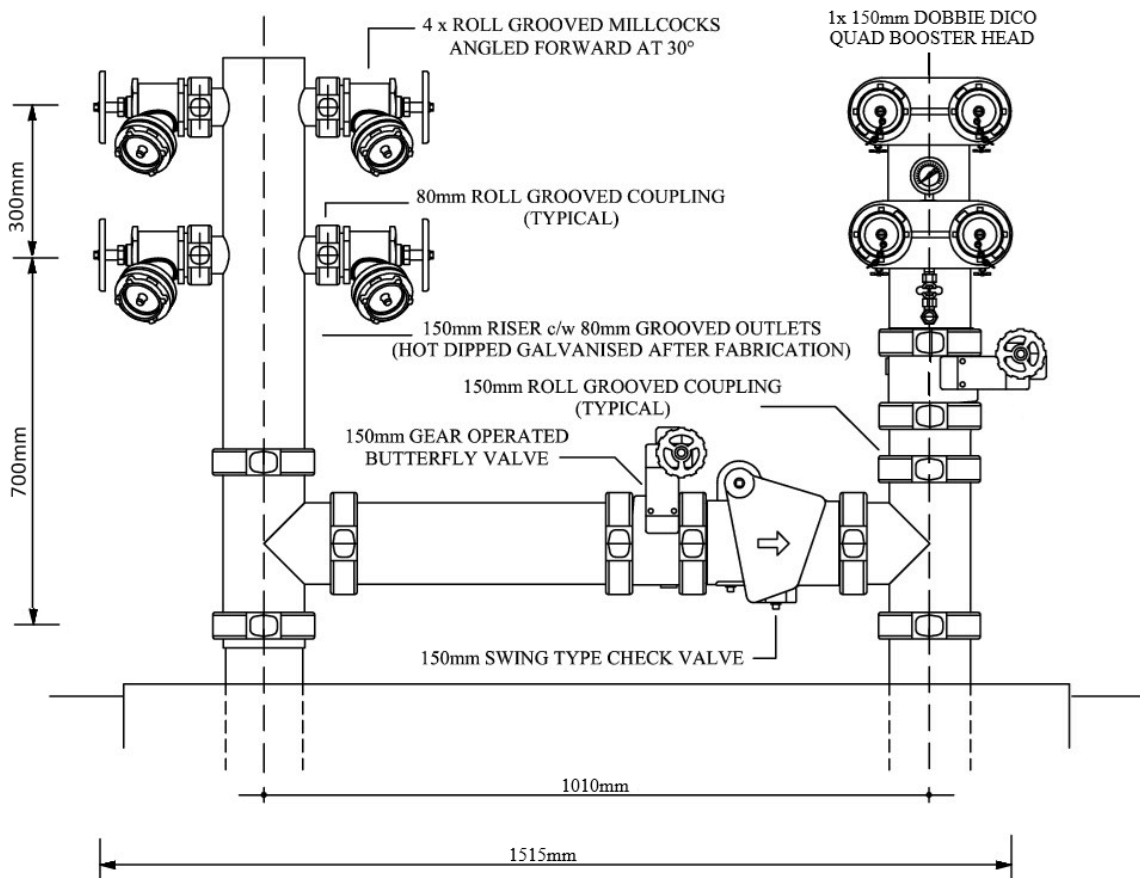 4 x ROLL GROOVED MILLCOCKS
ANGLED FORWARD AT 30°
1x 150mm DOBBIE DICO
QUAD BOOSTER HEAD
300mm
80mm ROLL GROOVED COUPLING
(TYPICAL)
150mm RISER c/w 80mm GROOVED OUTLETS
(HOT DIPPED GALVANISED AFTER FABRICATION)
150mm ROLL GROOVED COUPLING
(TYPICAL)
150mm GEAR OPERATED
BUTTERFLY VALVE
700mm
150mm SWING TYPE CHECK VALVE
1010mm
1515mm